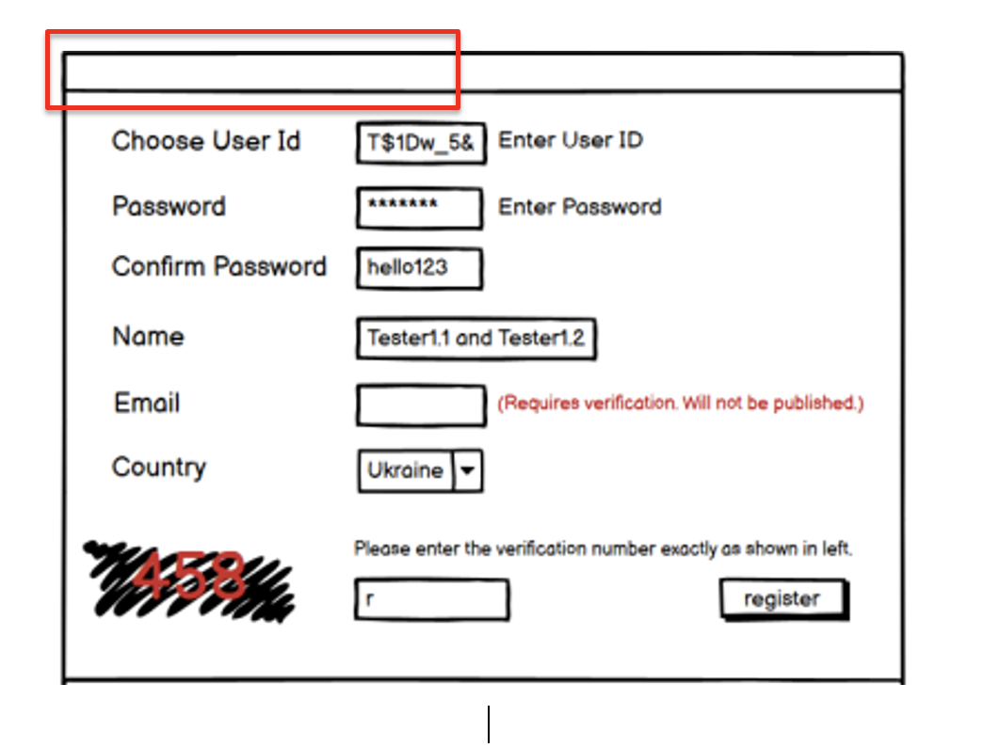 Choose User Id T$1Dw_5& Enter User ID
Password ******* Enter Password
Confirm Password hello123
Name Tester1.1 and Tester1.2
Email (Requires verification. Will not be published.)
Country Ukraine
Please enter the verification number exactly as shown in left.
458 r register